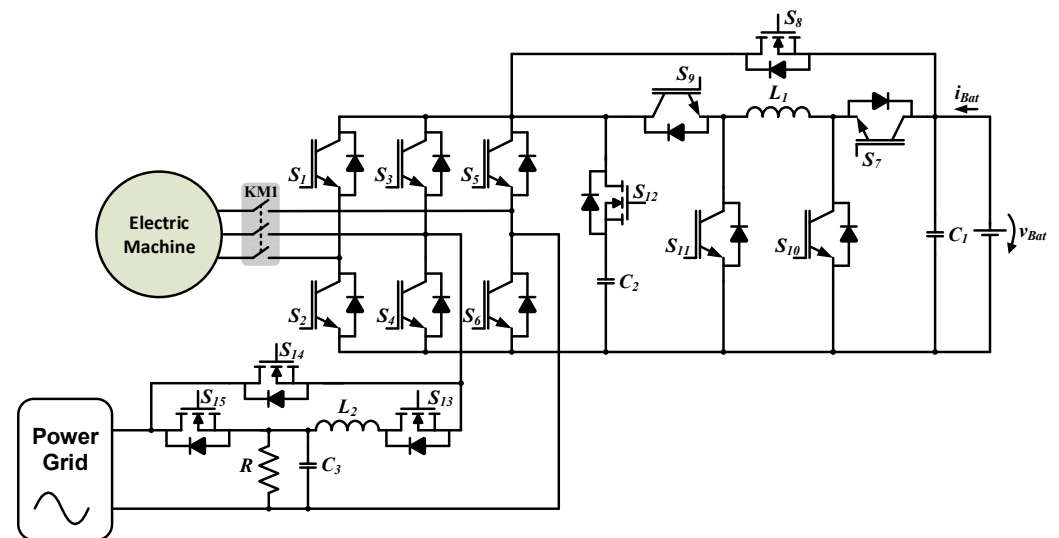 S8
S9
L1
iBat
S7
S1
S3
S5
KM1
S12
Electric
Machine
S11
S10
C1
vBat
C2
S2
S4
S6
S14
S15
L2
S13
Power
Grid
R
C3